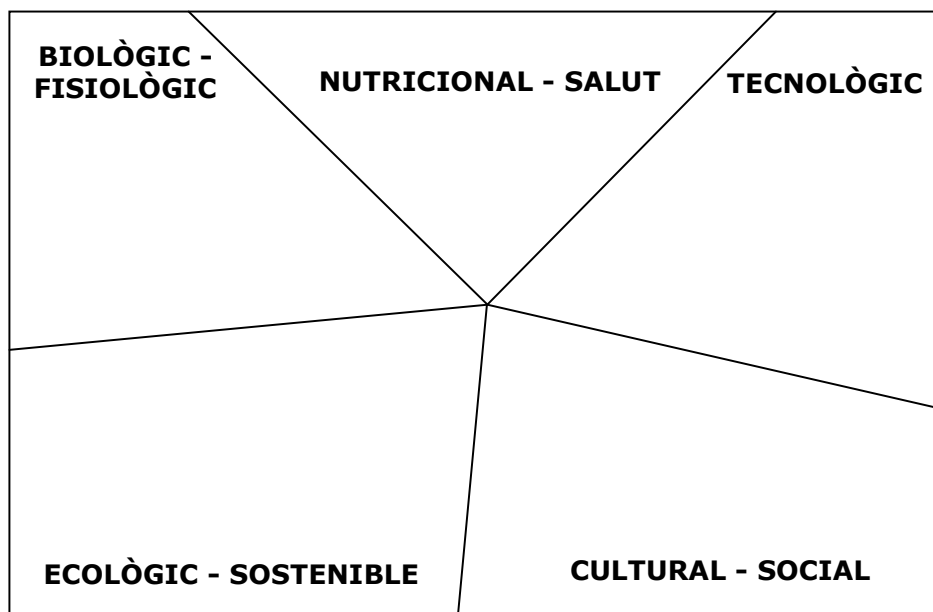 BIOLÒGIC -
FISIOLÒGIC
NUTRICIONAL - SALUT
TECNOLÒGIC
ECOLÒGIC - SOSTENIBLE
CULTURAL - SOCIAL